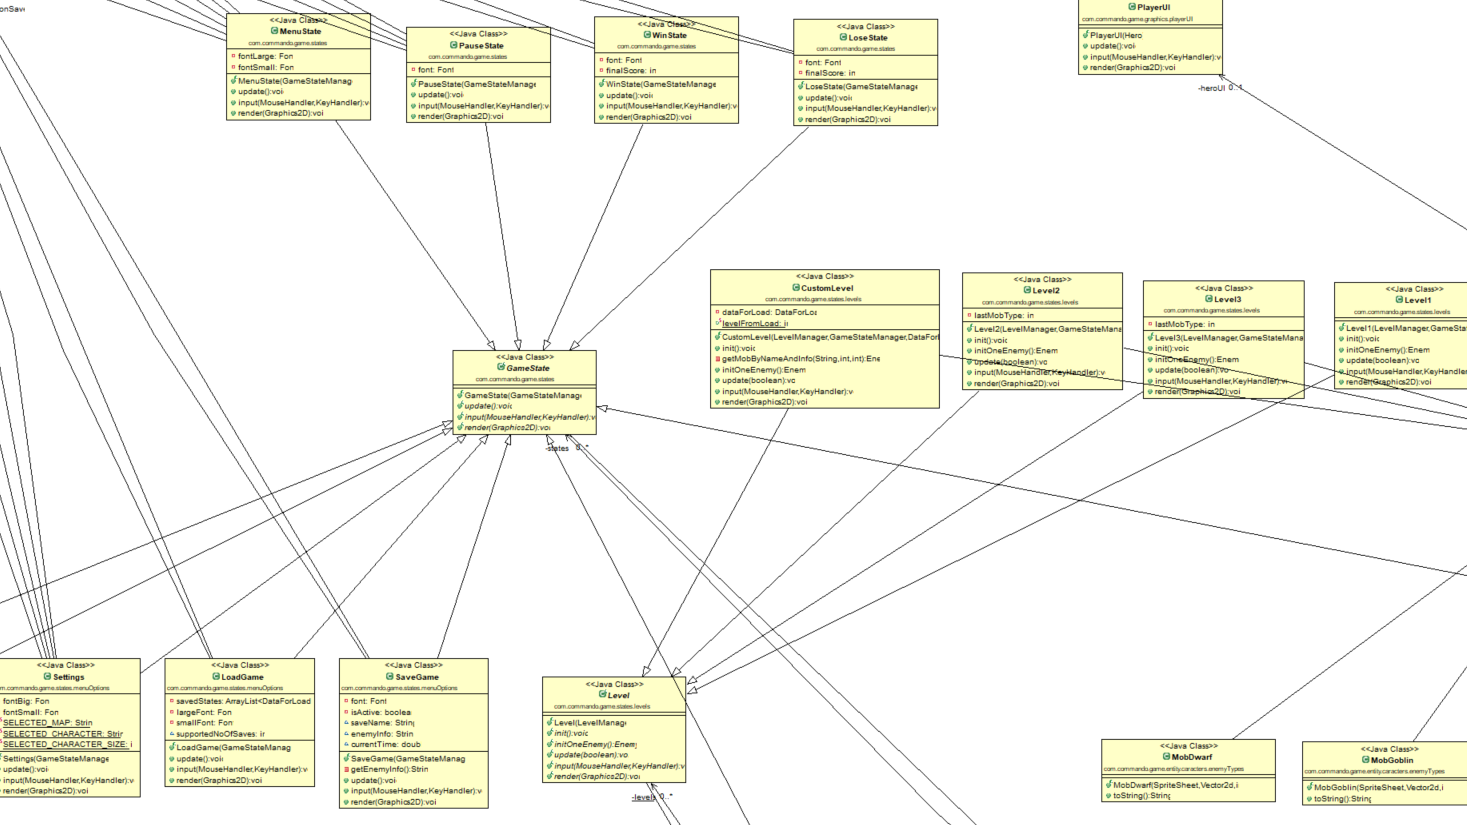 onSav
<<Java Class>>
MenuState
com.commando.game.states
fontLarge: Fon
fontSmall: Fon
MenuState(GameStateManag
update():voi
input(MouseHandler,KeyHandler):v
render(Graphics2D):voi
<<Java Class>>
PauseState
com.commando.game.states
font: Font
PauseState(GameStateManage
update():voi
input(MouseHandler,KeyHandler):v
render(Graphics2D):voi
<<Java Class>>
WinState
com.commando.game.states
font: Font
finalScore: in
WinState(GameStateManage
update():voi
input(MouseHandler,KeyHandler):v
render(Graphics2D):voi
<<Java Class>>
LoseState
com.commando.game.states
font: Font
finalScore: in
LoseState(GameStateManage
update():voi
input(MouseHandler,KeyHandler):v
render(Graphics2D):voi
PlayerUI
com.commando.game.graphics.playerUI
PlayerUI(Hero
update():voi
input(MouseHandler,KeyHandler):v
render(Graphics2D):voi
-heroUI 0..1
<<Java Class>>
CustomLevel
com.commando.game.states.levels
dataForLoad: DataForLoa
levelFromLoad: in
CustomLevel(LevelManager,GameStateManager,DataForl
init():voic
getMobByNameAndInfo(String,int,int):Ene
initOneEnemy():Enem
update(boolean):vo
input(MouseHandler,KeyHandler):v
render(Graphics2D):voi
<<Java Class>>
Level2
com.commando.game.states.levels
lastMobType: in
Level2(LevelManager,GameStateMana
init():voic
initOneEnemy():Enem
update(boolean):vo
input(MouseHandler,KeyHandler):v
render(Graphics2D):voi
<<Java Class>>
Level3
com.commando.game.states.levels
lastMobType: in
Level3(LevelManager,GameStateMana
init():voic
initOneEnemy():Enem
update(boolean):vo
input(MouseHandler,KeyHandler):v
render(Graphics2D):voi
<<Java Class>>
Level1
com.commando.game.states.levels
Level1(LevelManager,GameSta
init():voic
initOneEnemy():Enem
update(boolean):vo
input(MouseHandler,KeyHandler):v
render(Graphics2D):voi
<<Java Class>>
GameState
com.commando.game.states
GameState(GameStateManage
update():voic
input(MouseHandler,KeyHandler):v
render(Graphics2D):voi
-states 0..*
<<Java Class>>
Settings
com.commando.game.states.menuOptions
fontBig: Fon
fontSmall: Fon
SELECTED_MAP: Strin
SELECTED_CHARACTER: Strir
SELECTED_CHARACTER_SIZE: i
Settings(GameStateManage
update():voi
input(MouseHandler,KeyHandler):v
render(Graphics2D):voi
<<Java Class>>
LoadGame
com.commando.game.states.menuOptions
savedStates: ArrayList<DataForLoad
largeFont: Fon
smallFont: Fon
supportedNoOfSaves: ir
LoadGame(GameStateManag
update():voi
input(MouseHandler,KeyHandler):v
render(Graphics2D):voi
<<Java Class>>
SaveGame
com.commando.game.states.menuOptions
font: Font
isActive: boolea
saveName: String
enemyInfo: Strin
currentTime: doub
SaveGame(GameStateManag
getEnemyInfo():Strin
update():voi
input(MouseHandler,KeyHandler):v
render(Graphics2D):voi
<<Java Class>>
Level
com.commando.game.states.levels
Level(LevelManage
init():voic
initOneEnemy():Enem
update(boolean):vo
input(MouseHandler,KeyHandler):v
render(Graphics2D):voi
-levels 0..*
<<Java Class>>
MobDwarf
com.commando.game.entity.caracters.enemyTypes
MobDwarf(SpriteSheet,Vector2d,i
toString():String
<<Java Class>>
MobGoblin
com.commando.game.entity.caracters.enemyTypes
MobGoblin(SpriteSheet,Vector2d,i
toString():String